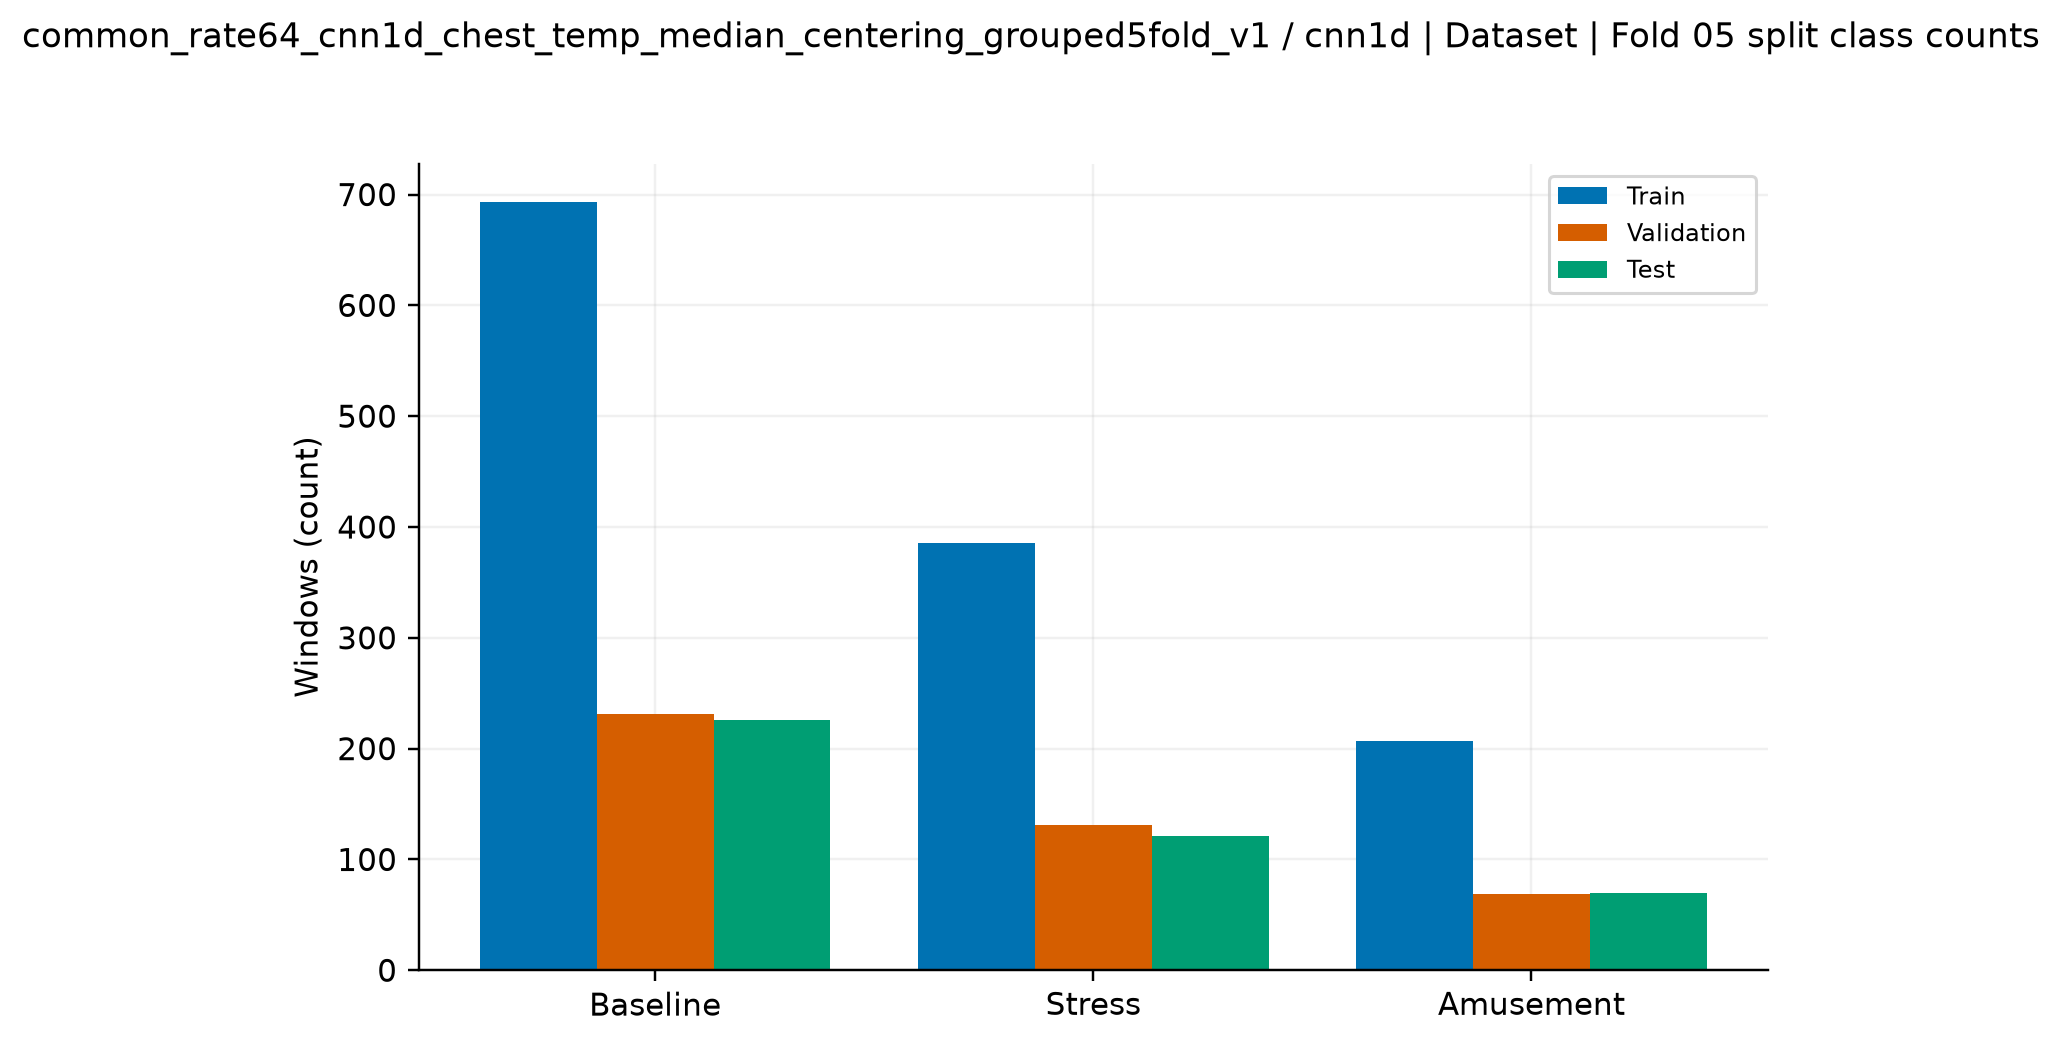 common_rate64_cnn1d_chest_temp_median_centering_grouped5fold_v1 / cnn1d | Dataset | Fold 05 split class counts
Train
Validation
Test
Windows (count)
700
600
500
400
300
200
100
0
Baseline
Stress
Amusement